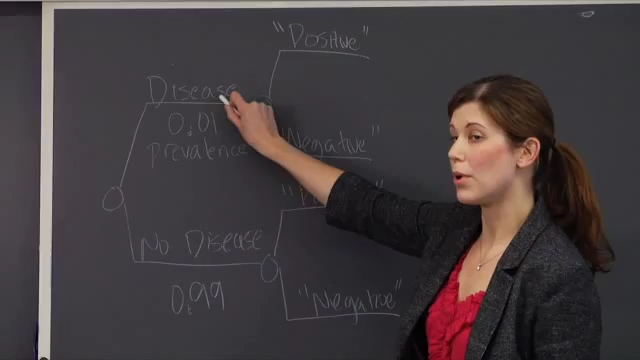 "Positive"
Disease
0.01
prevalence
"Negative"
No Disease
0.99
"Negative"